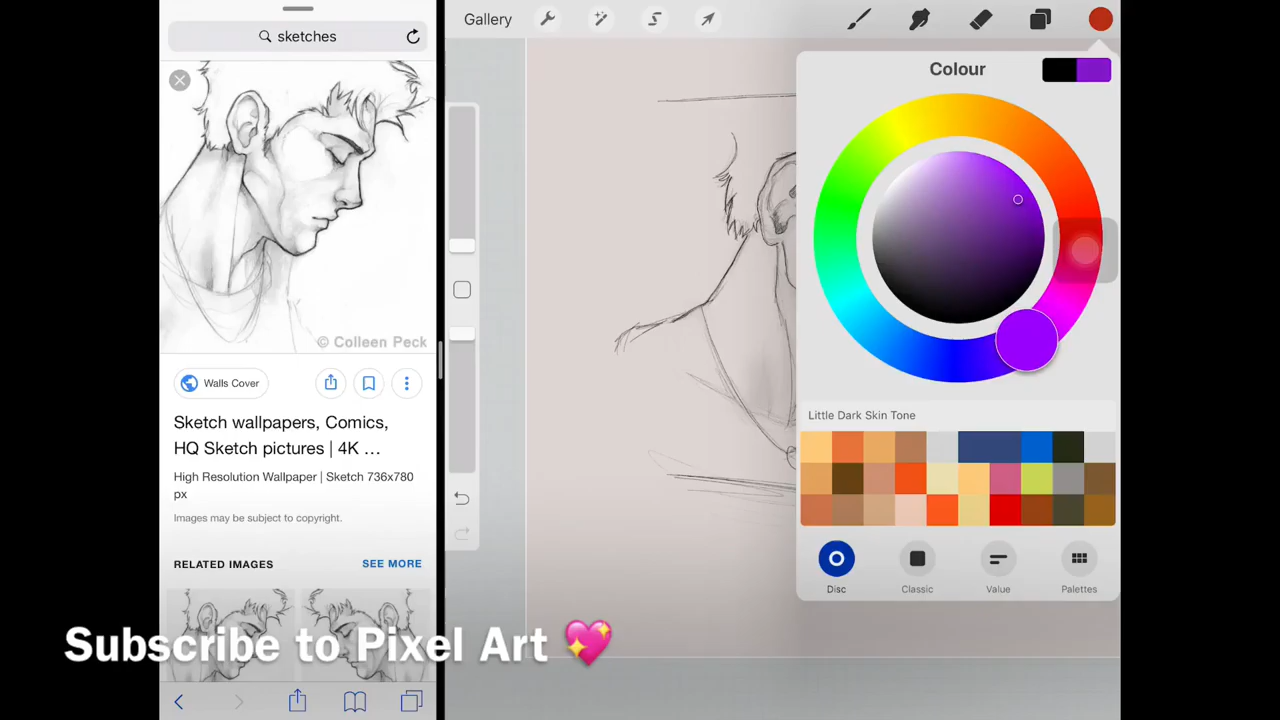 sketches
© Colleen Peck
Walls Cover
Sketch wallpapers, Comics,
HQ Sketch pictures | 4K ...
High Resolution Wallpaper | Sketch 736x780
px
Images may be subject to copyright.
RELATED IMAGES
SEE MORE
Gallery
Colour
Little Dark Skin Tone
Disc
Classic
Value
Palettes
Subscribe to Pixel Art 💖